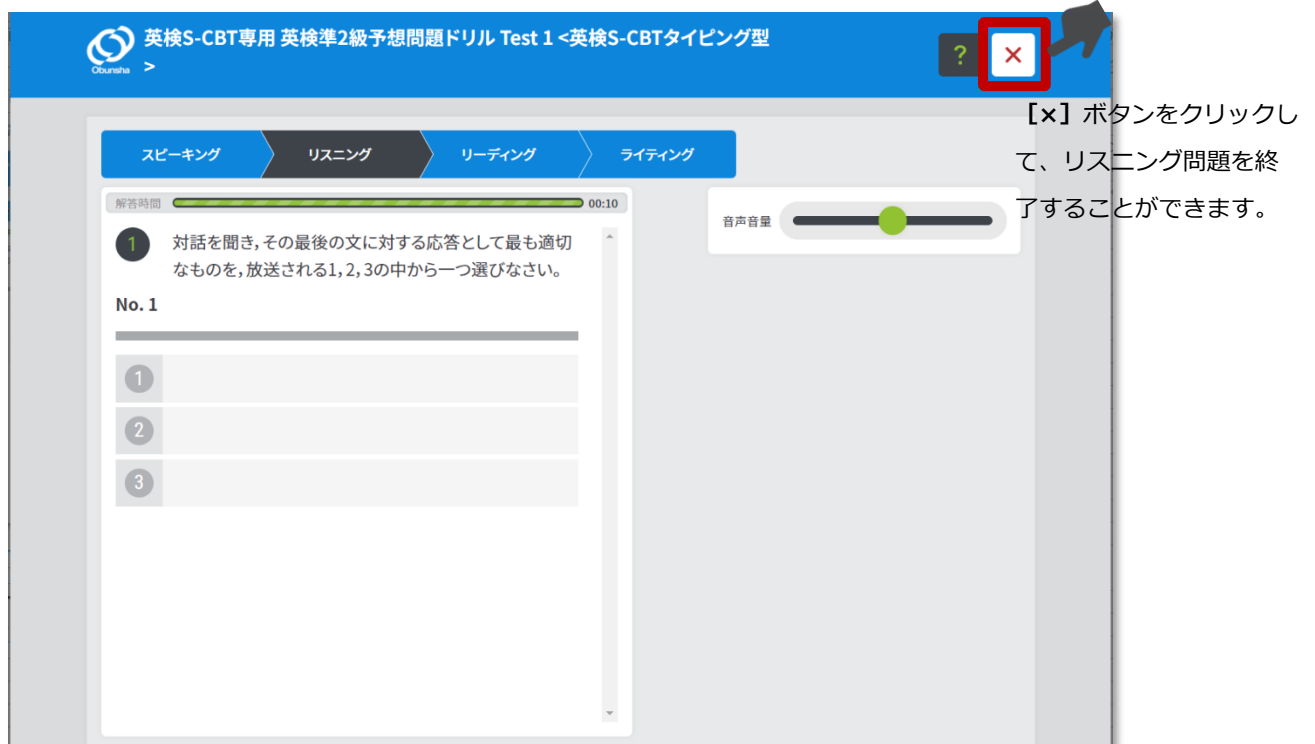 英検S-CBT専用 英検準2級予想問題ドリル Test 1 <英検S-CBTタイピング型
>
Obunsha
?
×
［×］ボタンをクリックし
て、リスニング問題を終
了することができます。
スピーキング
リスニング
リーディング
ライティング
解答時間
00:10
音声音量
1
対話を聞き，その最後の文に対する応答として最も適切
なものを，放送される1，2，3の中から一つ選びなさい。
No. 1
1
2
3